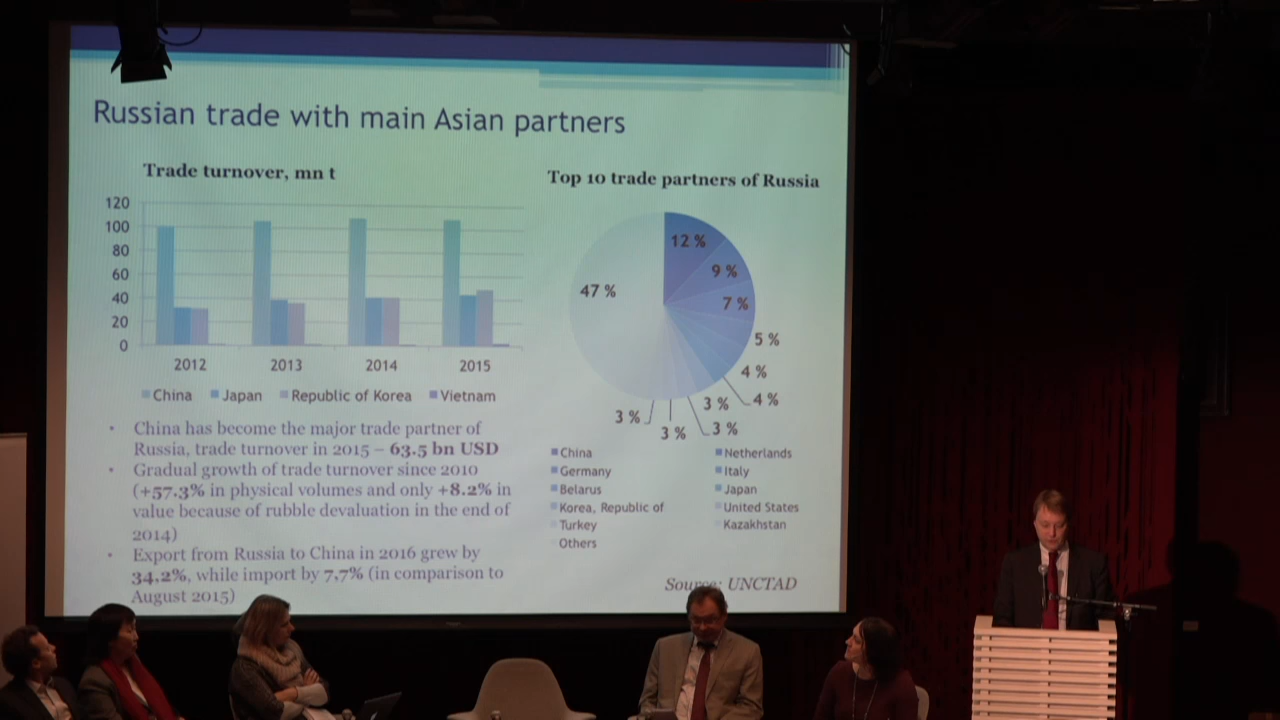 Russian trade with main Asian partners
Trade turnover, mn t
120
100
80
60
40
20
0
2012 2013 2014 2015
China Japan Republic of Korea Vietnam
Top 10 trade partners of Russia
12 %
9 %
47 %
7 %
5 %
4 %
4 %
3 %
3 %
3 %
3 %
China Netherlands
Germany Italy
Belarus Japan
Korea, Republic of United States
Turkey Kazakhstan
Others
• China has become the major trade partner of
Russia, trade turnover in 2015 – 63.5 bn USD
• Gradual growth of trade turnover since 2010
(+57.3% in physical volumes and only +8.2% in
value because of rubble devaluation in the end of
2014)
• Export from Russia to China in 2016 grew by
34,2%, while import by 7,7% (in comparison to
August 2015)
Source: UNCTAD